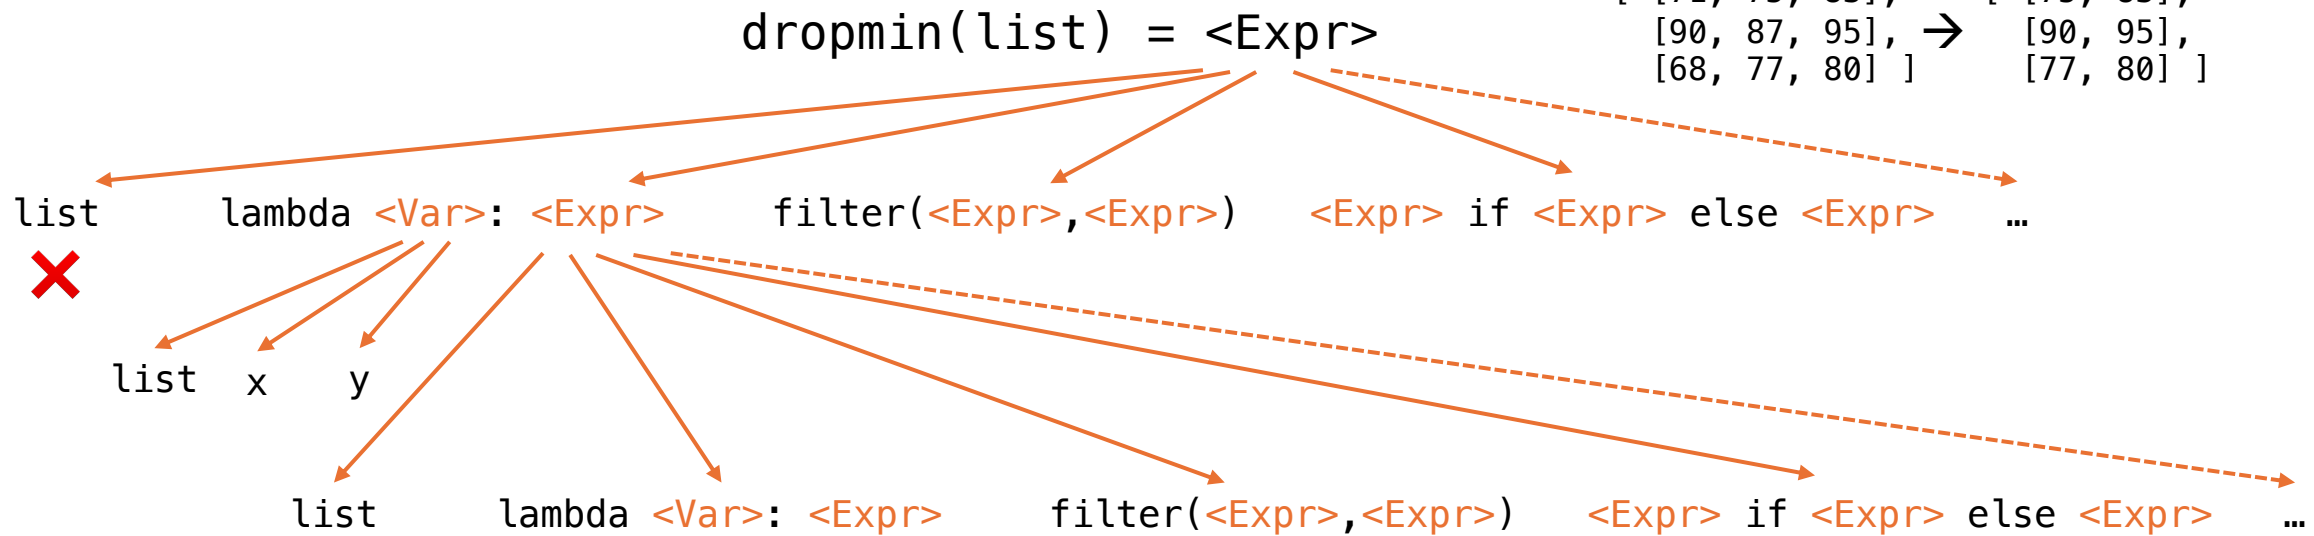 dropmin(list) = <Expr>
[90, 87, 95], → [90, 95],
[68, 77, 80] ] [77, 80] ]
list lambda <Var>: <Expr> filter(<Expr>,<Expr>) <Expr> if <Expr> else <Expr> …
list x y
list lambda <Var>: <Expr> filter(<Expr>,<Expr>) <Expr> if <Expr> else <Expr> …